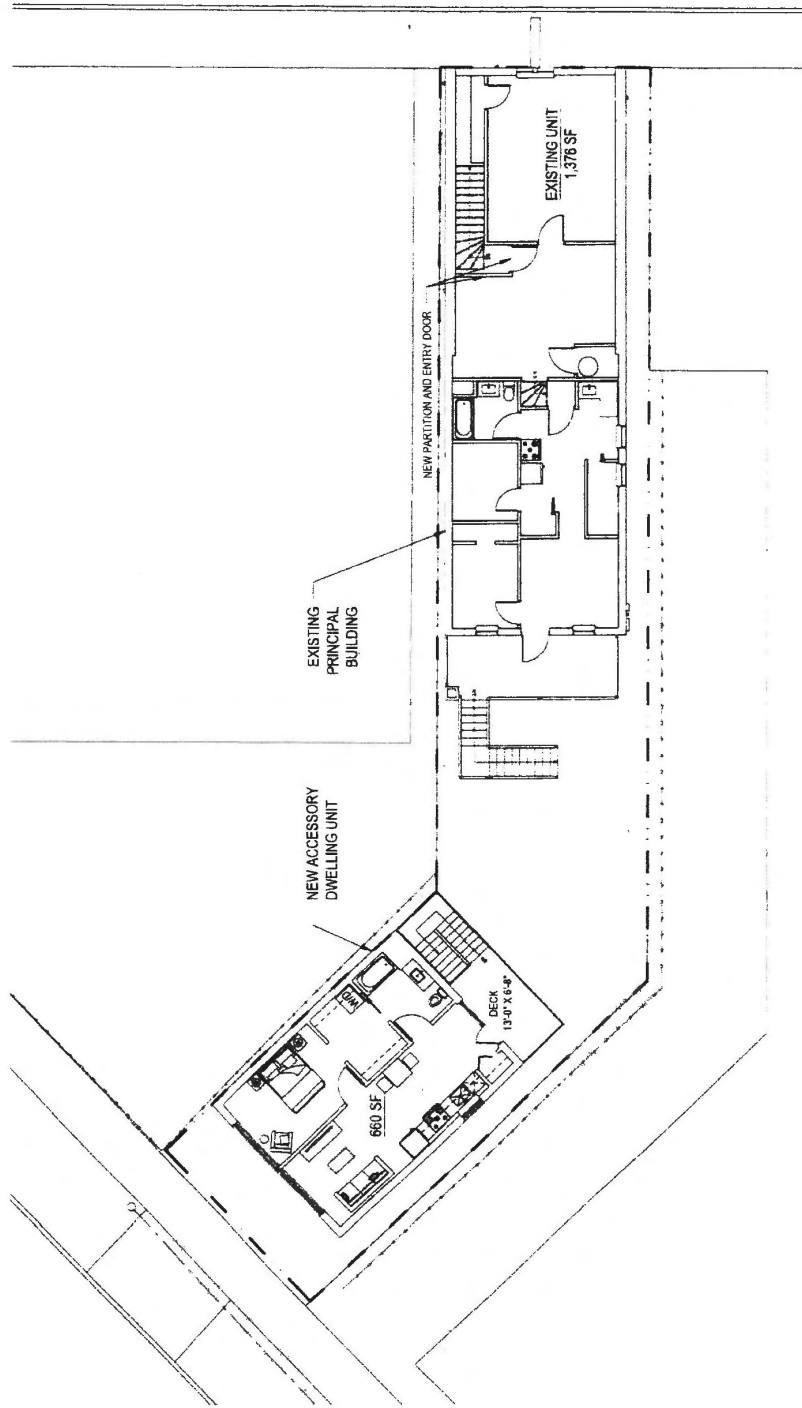 EXISTING UNIT
1,376 SF
NEW PARTITION AND ENTRY DOOR
EXISTING
PRINCIPAL
BUILDING
NEW ACCESSORY
DWELLING UNIT
W/D
DECK
13'-0" X 6'-8"
660 SF